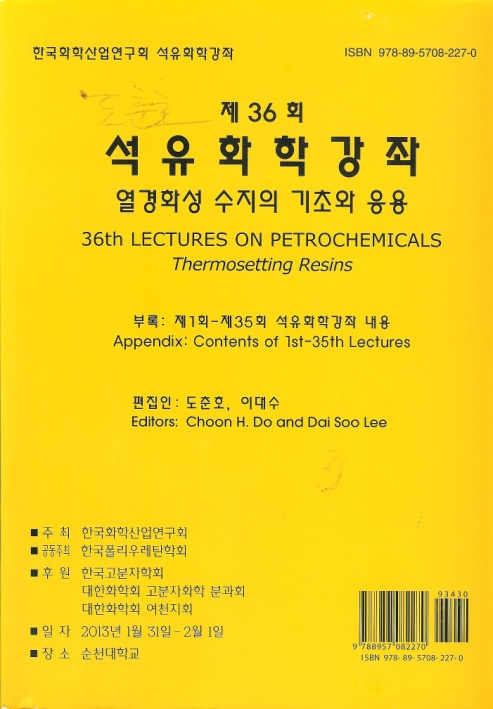 한국화학산업연구회 석유화학강좌
ISBN 978-89-5708-227-0
제 36 회
석유화학강좌
열경화성 수지의 기초와 응용
36th LECTURES ON PETROCHEMICALS
Thermosetting Resins
부록: 제1회-제35회 석유화학강좌 내용
Appendix: Contents of 1st-35th Lectures
편집인: 도춘호, 이대수
Editors: Choon H. Do and Dai Soo Lee
■ 주 최 한국화학산업연구회
■ 공동주최 한국폴리우레탄학회
■ 후 원 한국고분자학회
대한화학회 고분자화학 분과회
대한화학회 여천지회
■ 일 자 2013년 1월 31일-2월 1일
■ 장 소 순천대학교
93430
9 788957 082270
ISBN 978-89-5708-227-0